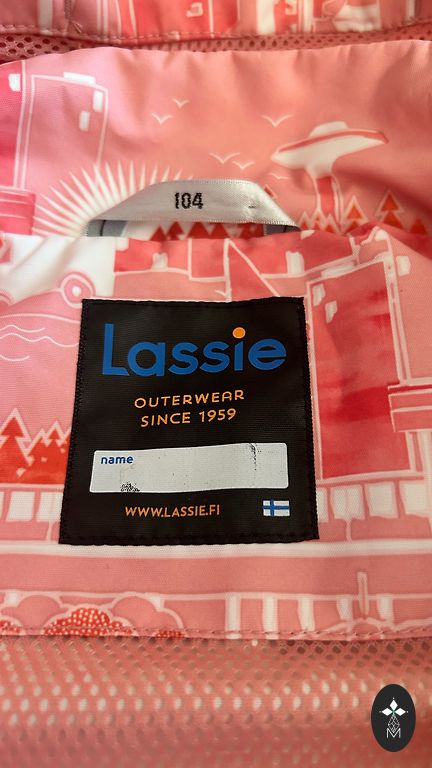 104
Lassie
OUTERWEAR
SINCE 1959
name
WWW.LASSIE.FI
M